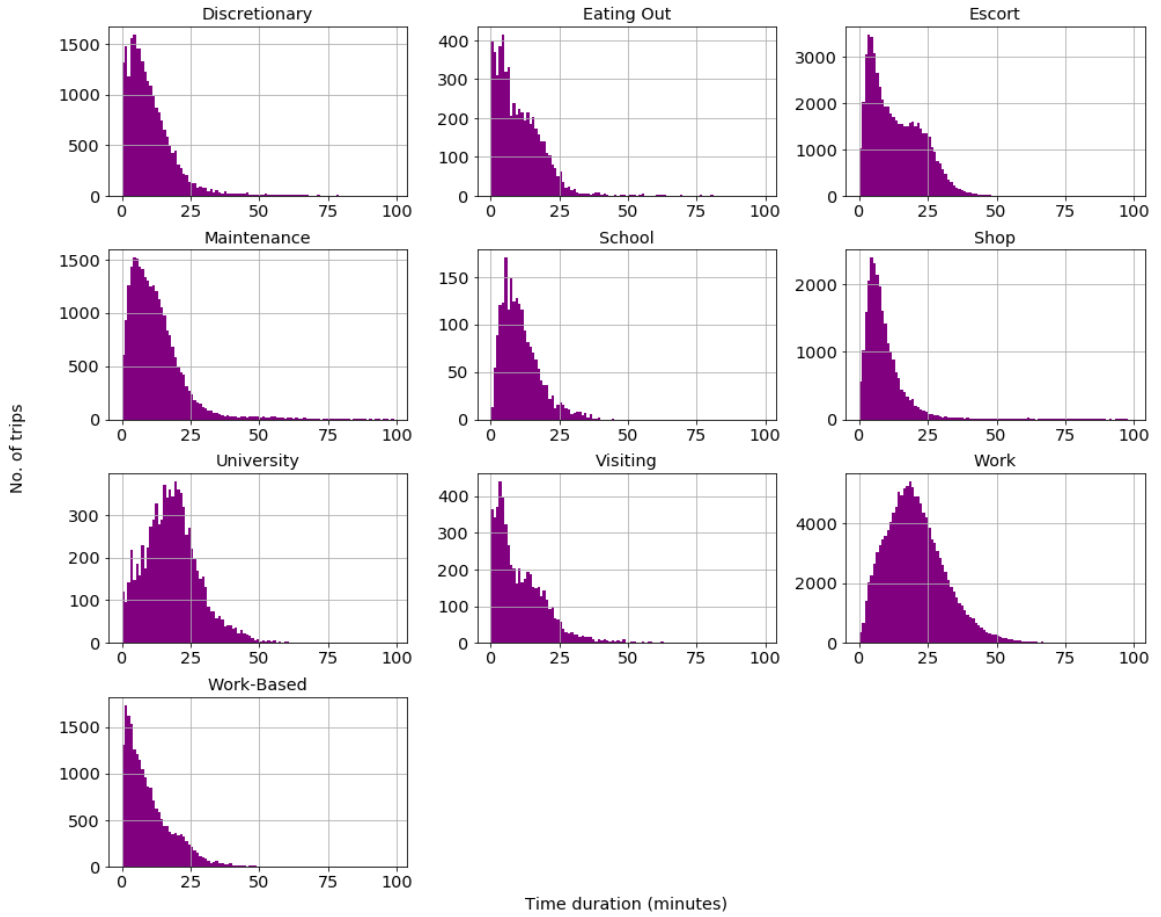 Discretionary
1500
1000
500
0
0 25 50 75 100
Eating Out
400
300
200
100
0
0 25 50 75 100
Escort
3000
2000
1000
0
0 25 50 75 100
Maintenance
1500
1000
500
0
0 25 50 75 100
School
150
100
50
0
0 25 50 75 100
Shop
2000
1000
0
0 25 50 75 100
No. of trips
University
300
200
100
0
0 25 50 75 100
Visiting
400
300
200
100
0
0 25 50 75 100
Work
4000
2000
0
0 25 50 75 100
Work-Based
1500
1000
500
0
0 25 50 75 100
Time duration (minutes)